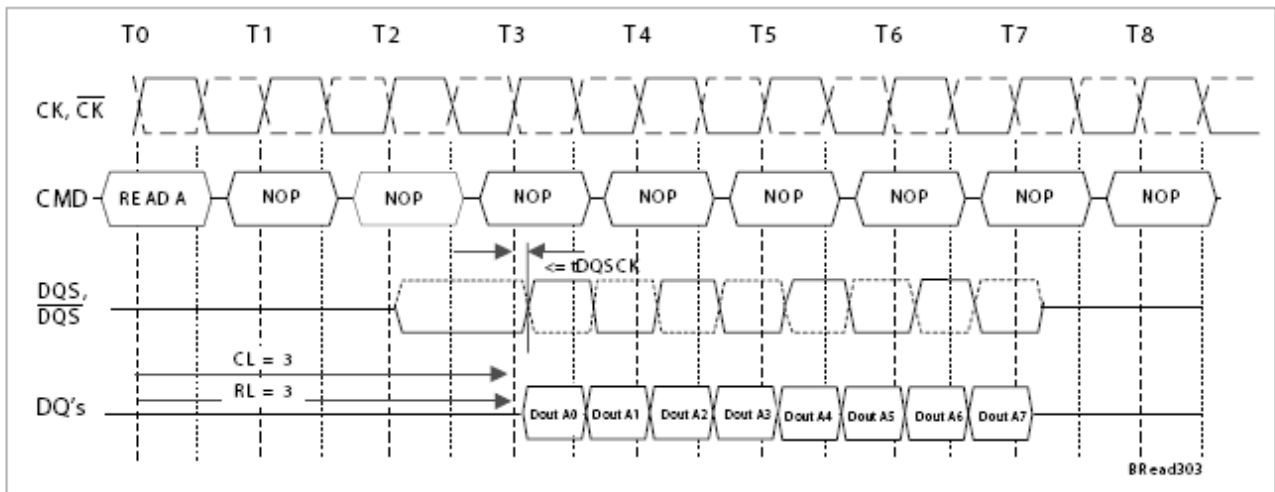 T0 T1 T2 T3 T4 T5 T6 T7 T8
CK, CK
CMD READ A NOP NOP NOP NOP NOP NOP NOP NOP
<= tDQSCK
DQS,
DQS
CL = 3
RL = 3
DQ's Dout A0 Dout A1 Dout A2 Dout A3 Dout A4 Dout A5 Dout A6 Dout A7
BRead303